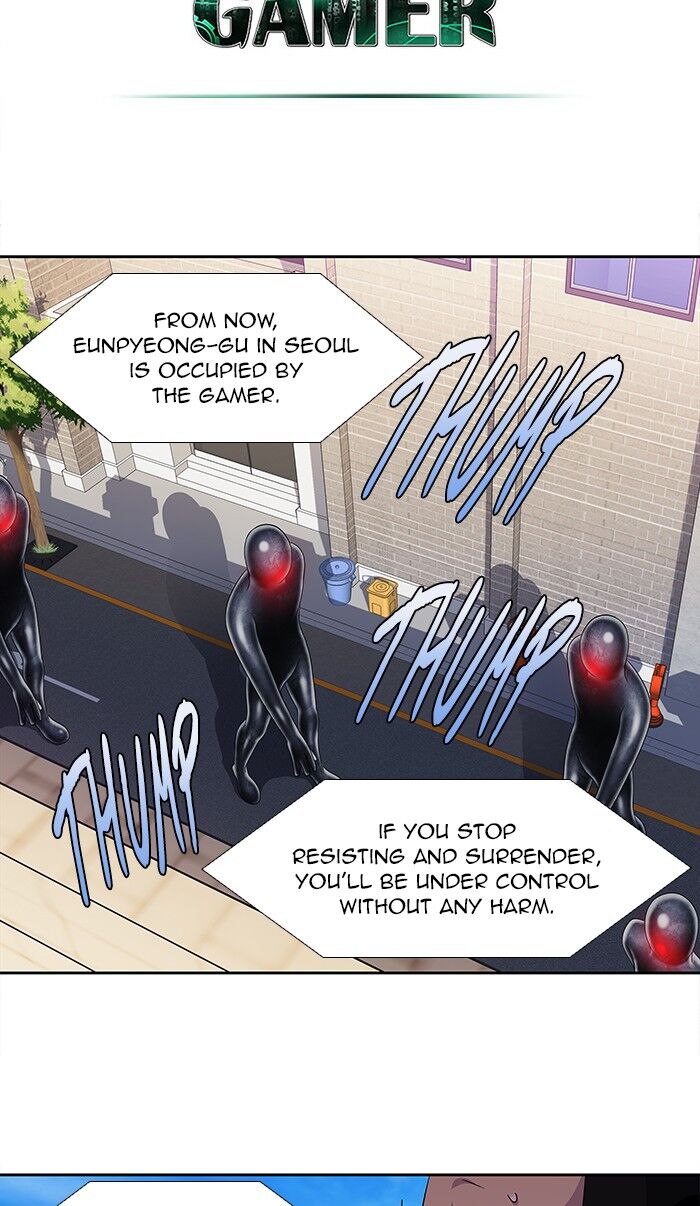 GAMER
FROM NOW,
EUNPYEONG-GU IN SEOUL
IS OCCUPIED BY
THE GAMER.
THUMP
THUMP
THUMP
IF YOU STOP
RESISTING AND SURRENDER,
YOU'LL BE UNDER CONTROL
WITHOUT ANY HARM.